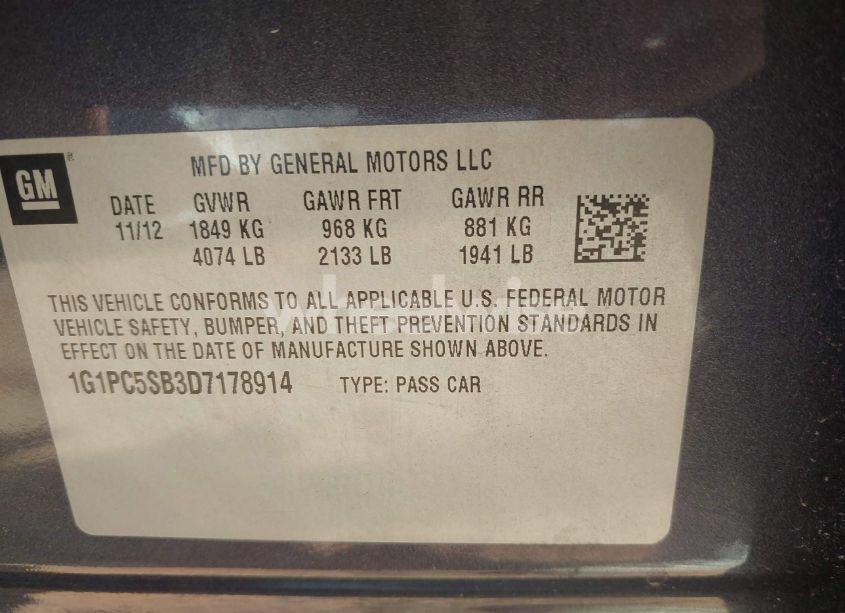 GM
MFD BY GENERAL MOTORS LLC
DATE GVWR GAWR FRT GAWR RR
11/12 1849 KG 968 KG 881 KG
4074 LB 2133 LB 1941 LB
THIS VEHICLE CONFORMS TO ALL APPLICABLE U.S. FEDERAL MOTOR
VEHICLE SAFETY, BUMPER, AND THEFT PREVENTION STANDARDS IN
EFFECT ON THE DATE OF MANUFACTURE SHOWN ABOVE.
1G1PC5SB3D7178914 TYPE: PASS CAR